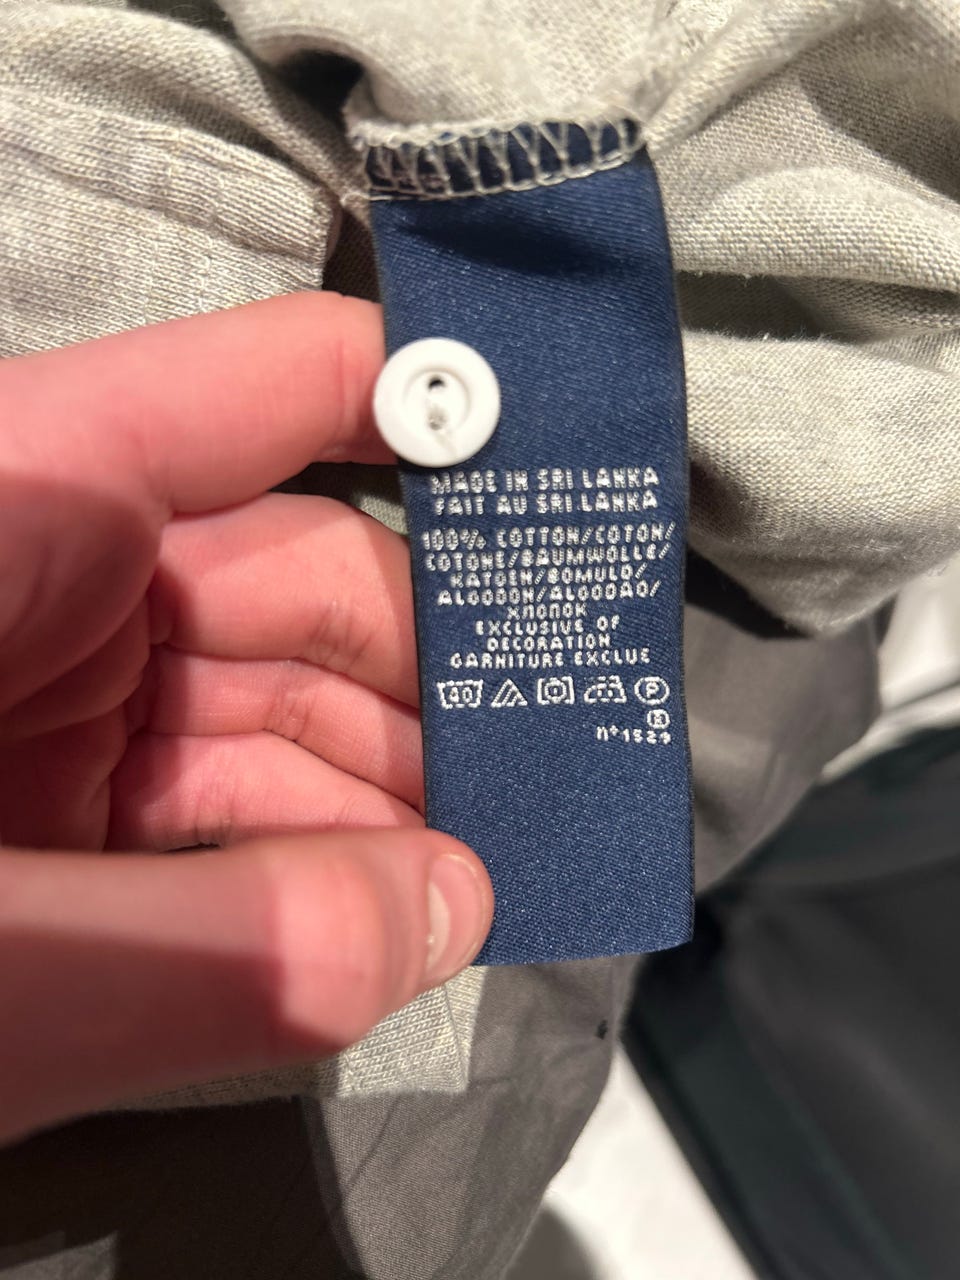 MADE IN SRI LANKA
FAIT AU SRI LANKA
100% COTTON/COTON/
COTONE/BAUMWOLLE/
KATOEN/BOMULD/
ALGODON/ALGODAO/
ХЛОПОК
EXCLUSIVE OF
DECORATION
GARNITURE EXCLUE
40 P
n° 1529